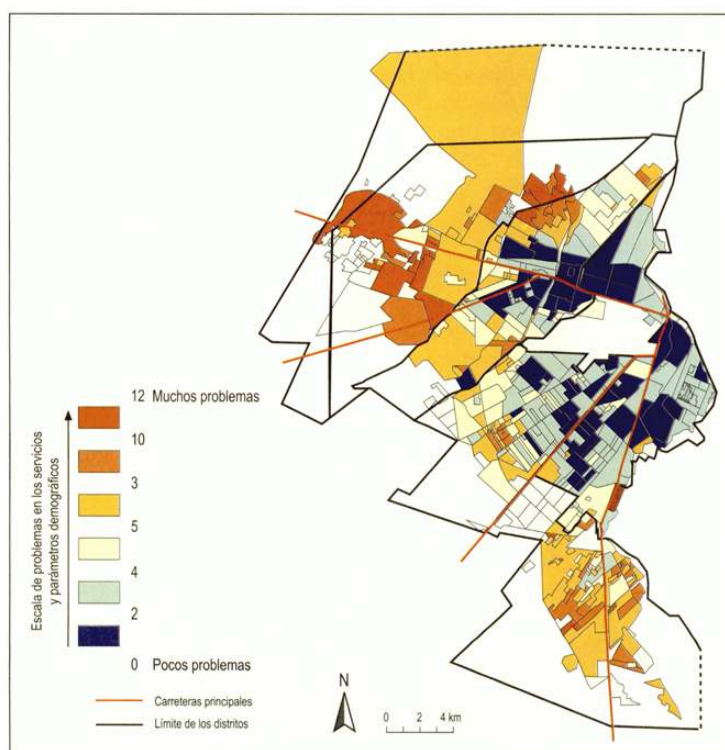 12 Muchos problemas
10
3
5
4
2
0 Pocos problemas
Escala de problemas en los servicios
y parámetros demográficos
Carreteras principales
Límite de los distritos
N
0 2 4 km